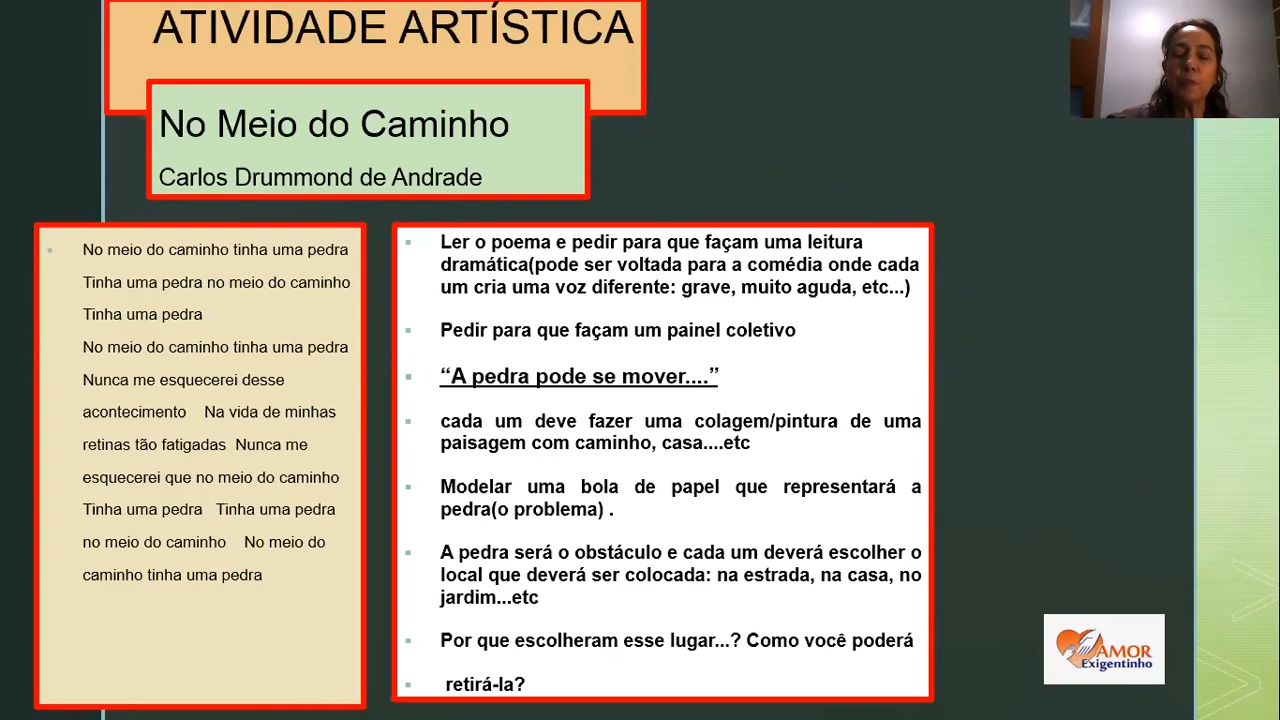 ATIVIDADE ARTÍSTICA
No Meio do Caminho
Carlos Drummond de Andrade
No meio do caminho tinha uma pedra
Tinha uma pedra no meio do caminho
Tinha uma pedra
No meio do caminho tinha uma pedra
Nunca me esquecerei desse
acontecimento Na vida de minhas
retinas tão fatigadas Nunca me
esquecerei que no meio do caminho
Tinha uma pedra Tinha uma pedra
no meio do caminho No meio do
caminho tinha uma pedra
Ler o poema e pedir para que façam uma leitura
dramática(pode ser voltada para a comédia onde cada
um cria uma voz diferente: grave, muito aguda, etc...)
Pedir para que façam um painel coletivo
“A pedra pode se mover....”
cada um deve fazer uma colagem/pintura de uma
paisagem com caminho, casa....etc
Modelar uma bola de papel que representará a
pedra(o problema) .
A pedra será o obstáculo e cada um deverá escolher o
local que deverá ser colocada: na estrada, na casa, no
jardim...etc
Por que escolheram esse lugar...? Como você poderá
retirá-la?
AMOR
Exigentinho